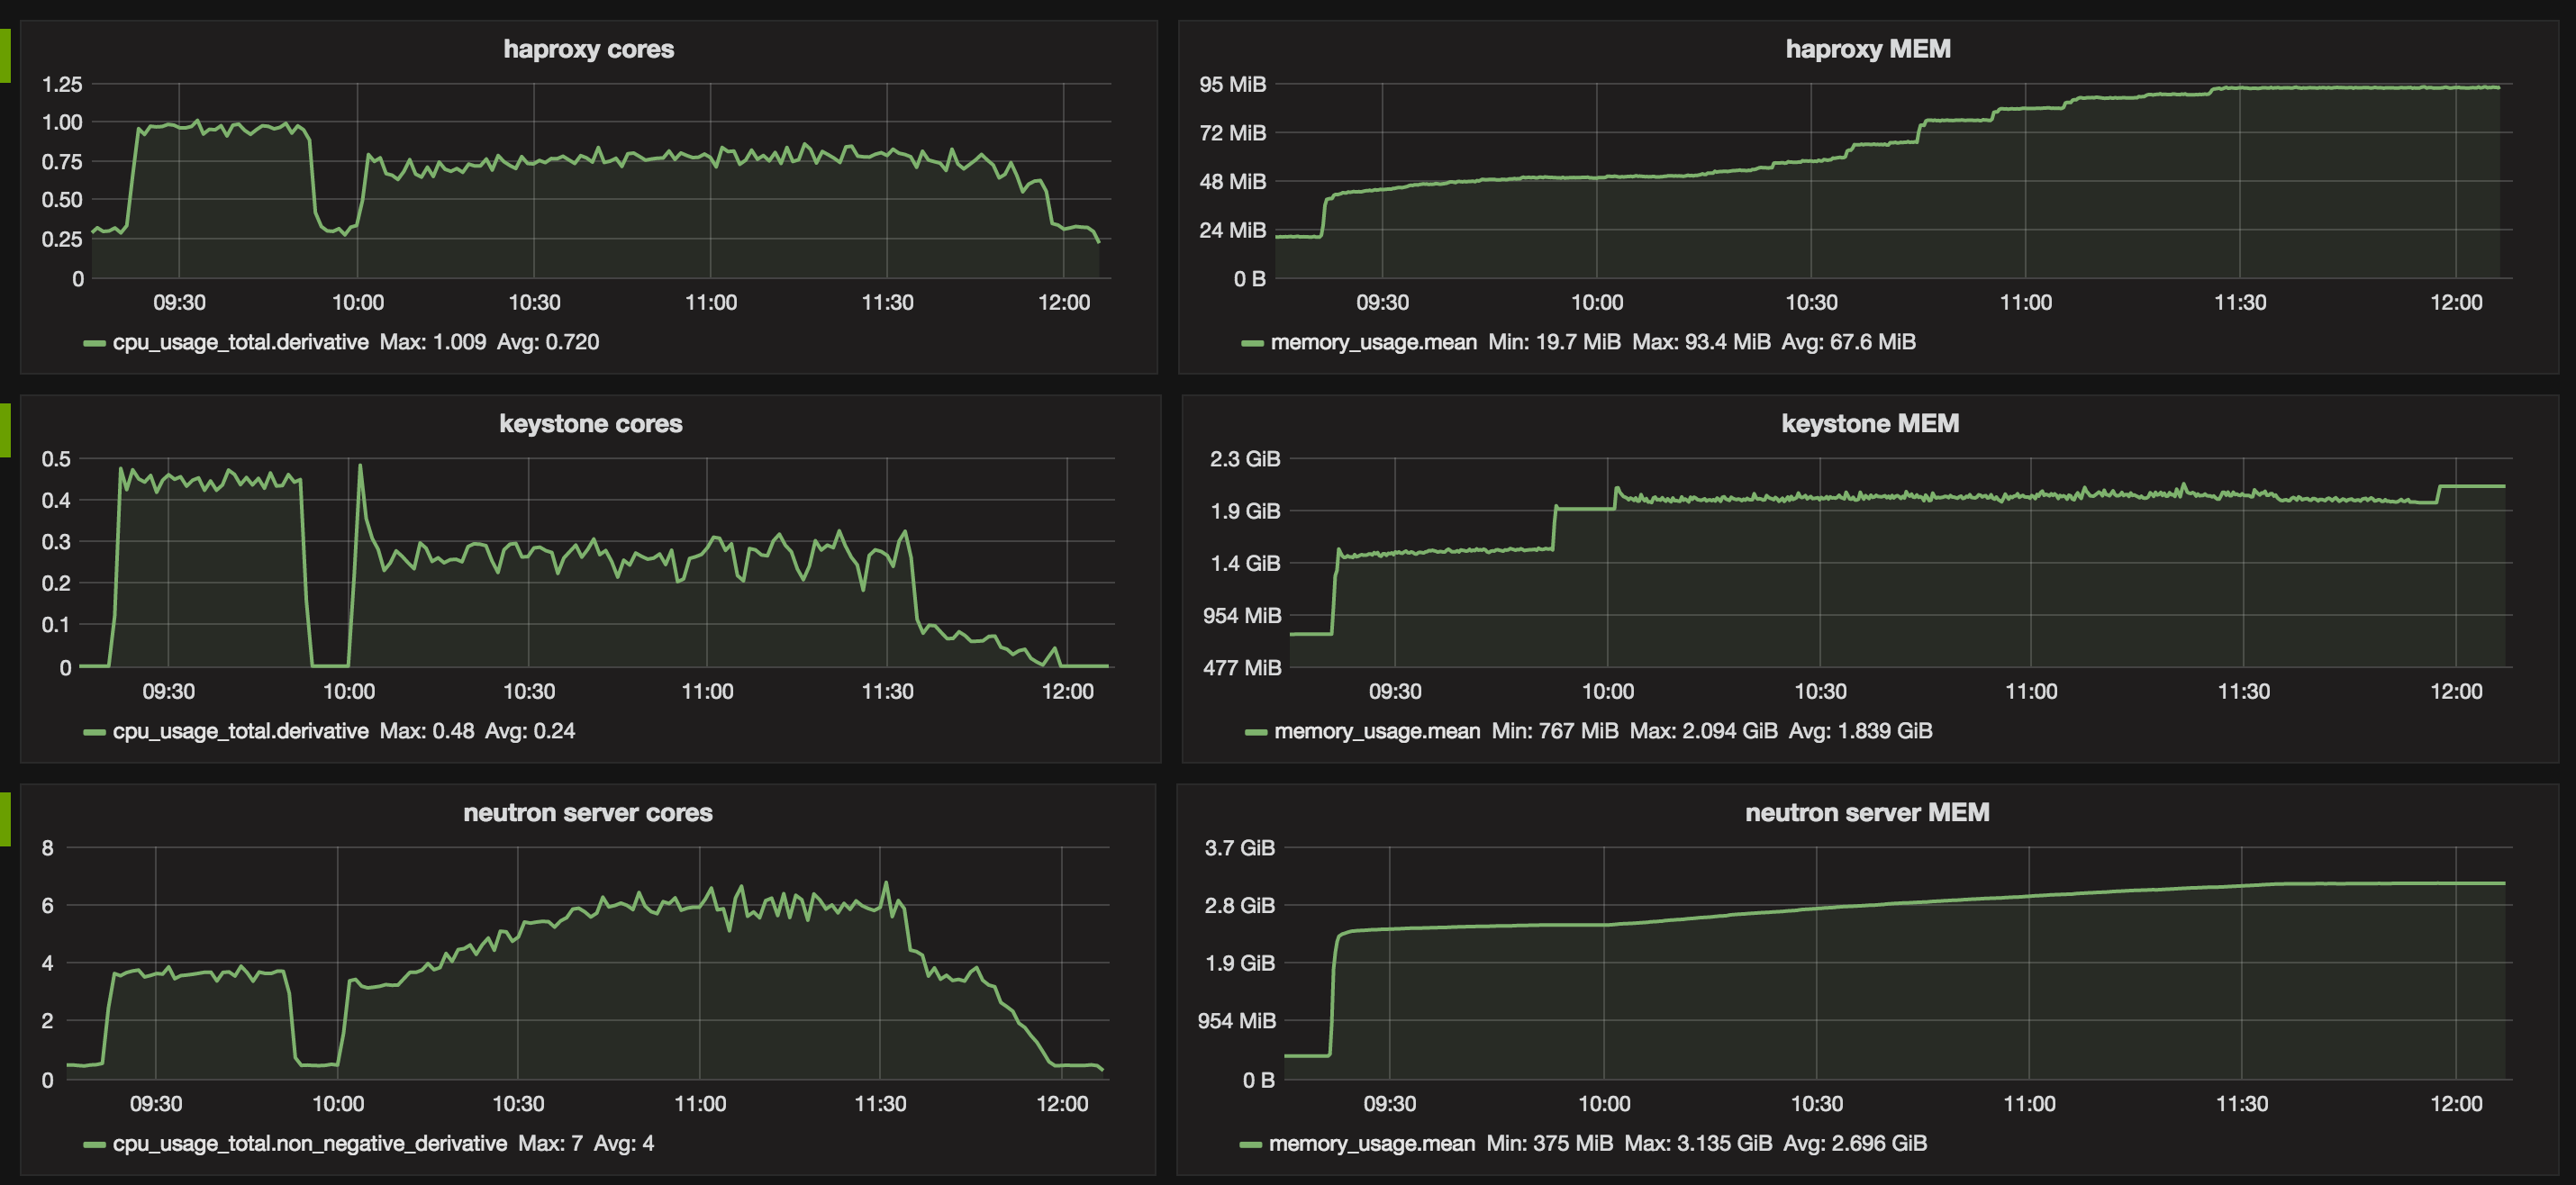 haproxy cores
1.25
1.00
0.75
0.50
0.25
0
09:30 10:00 10:30 11:00 11:30 12:00
cpu_usage_total.derivative Max: 1.009 Avg: 0.720
haproxy MEM
95 MiB
72 MiB
48 MiB
24 MiB
0 B
09:30 10:00 10:30 11:00 11:30 12:00
memory_usage.mean Min: 19.7 MiB Max: 93.4 MiB Avg: 67.6 MiB
keystone cores
0.5
0.4
0.3
0.2
0.1
0
09:30 10:00 10:30 11:00 11:30 12:00
cpu_usage_total.derivative Max: 0.48 Avg: 0.24
keystone MEM
2.3 GiB
1.9 GiB
1.4 GiB
954 MiB
477 MiB
09:30 10:00 10:30 11:00 11:30 12:00
memory_usage.mean Min: 767 MiB Max: 2.094 GiB Avg: 1.839 GiB
neutron server cores
8
6
4
2
0
09:30 10:00 10:30 11:00 11:30 12:00
cpu_usage_total.non_negative_derivative Max: 7 Avg: 4
neutron server MEM
3.7 GiB
2.8 GiB
1.9 GiB
954 MiB
0 B
09:30 10:00 10:30 11:00 11:30 12:00
memory_usage.mean Min: 375 MiB Max: 3.135 GiB Avg: 2.696 GiB